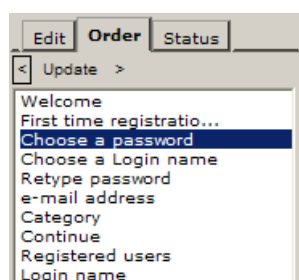 Edit Order Status
< Update >
Welcome
First time registratio...
Choose a password
Choose a Login name
Retype password
e-mail address
Category
Continue
Registered users
Login name